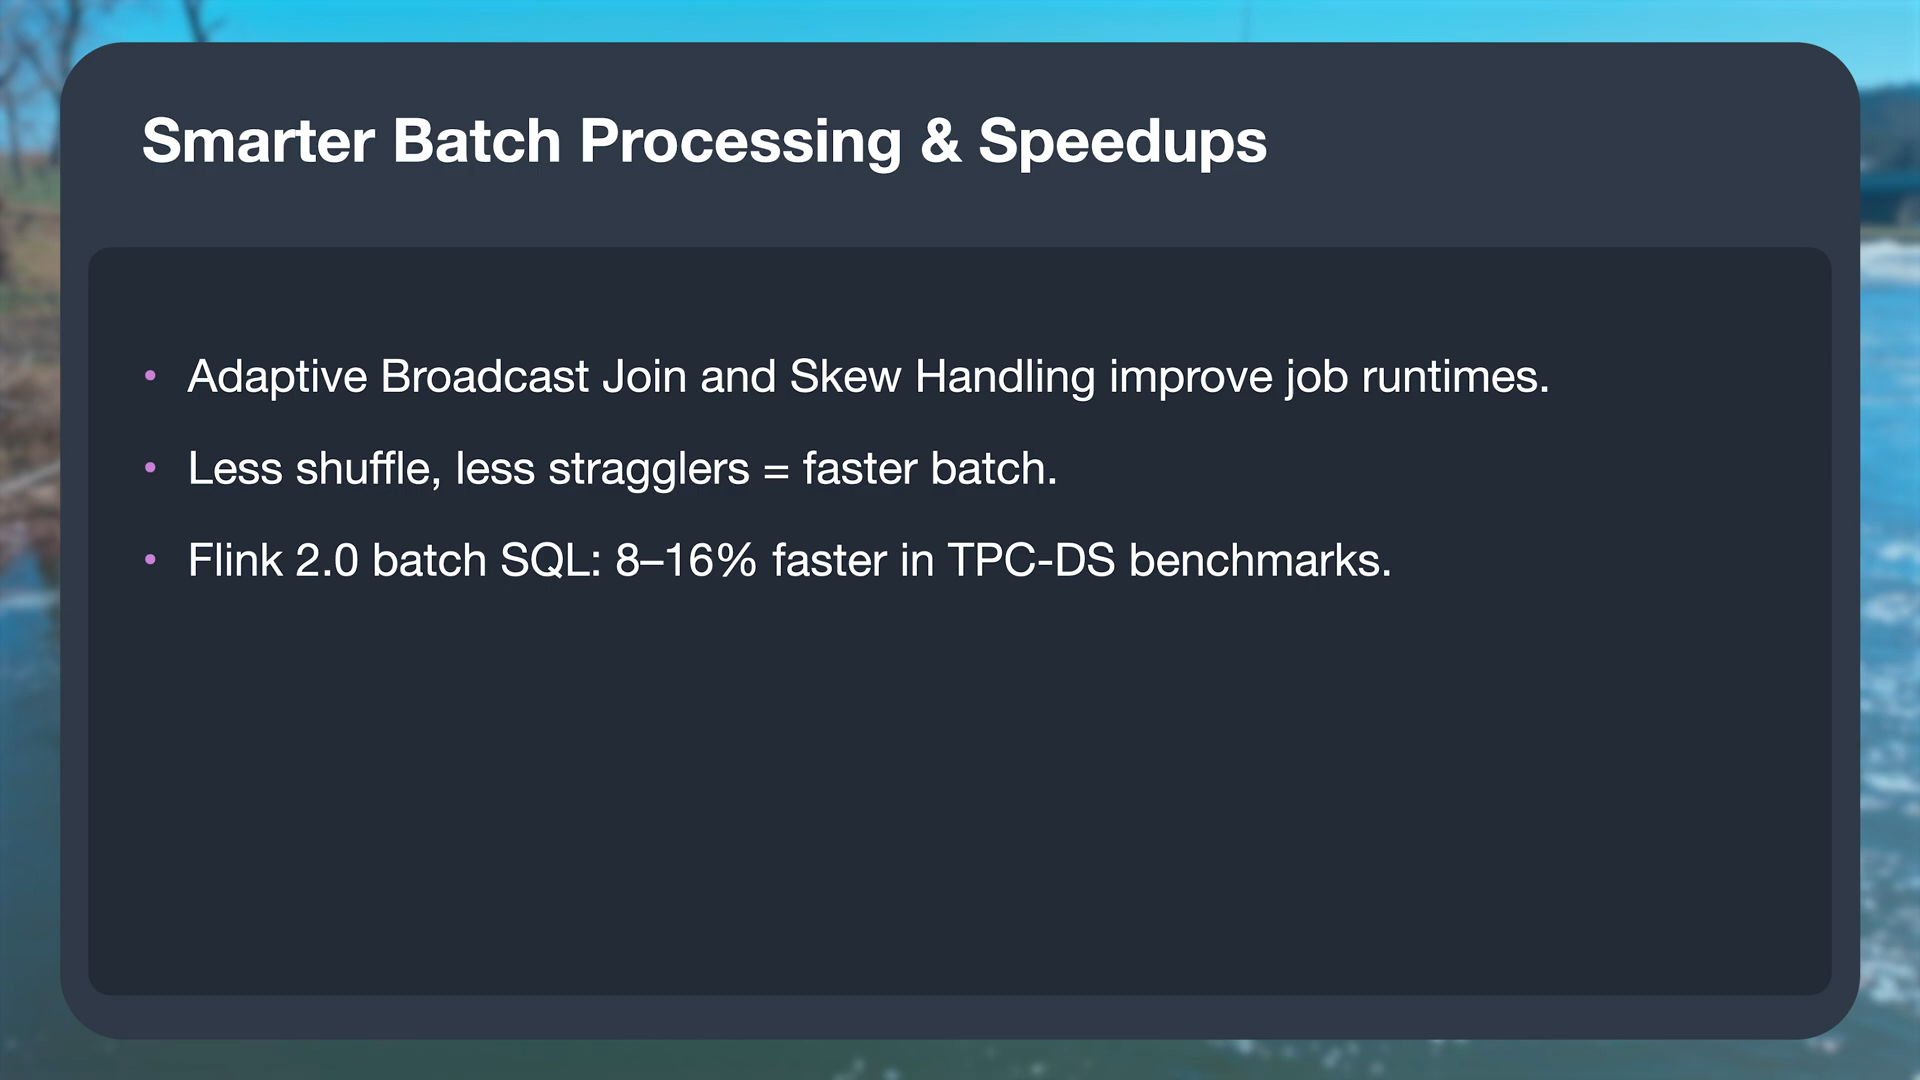 Smarter Batch Processing & Speedups
• Adaptive Broadcast Join and Skew Handling improve job runtimes.
• Less shuffle, less stragglers = faster batch.
• Flink 2.0 batch SQL: 8–16% faster in TPC-DS benchmarks.